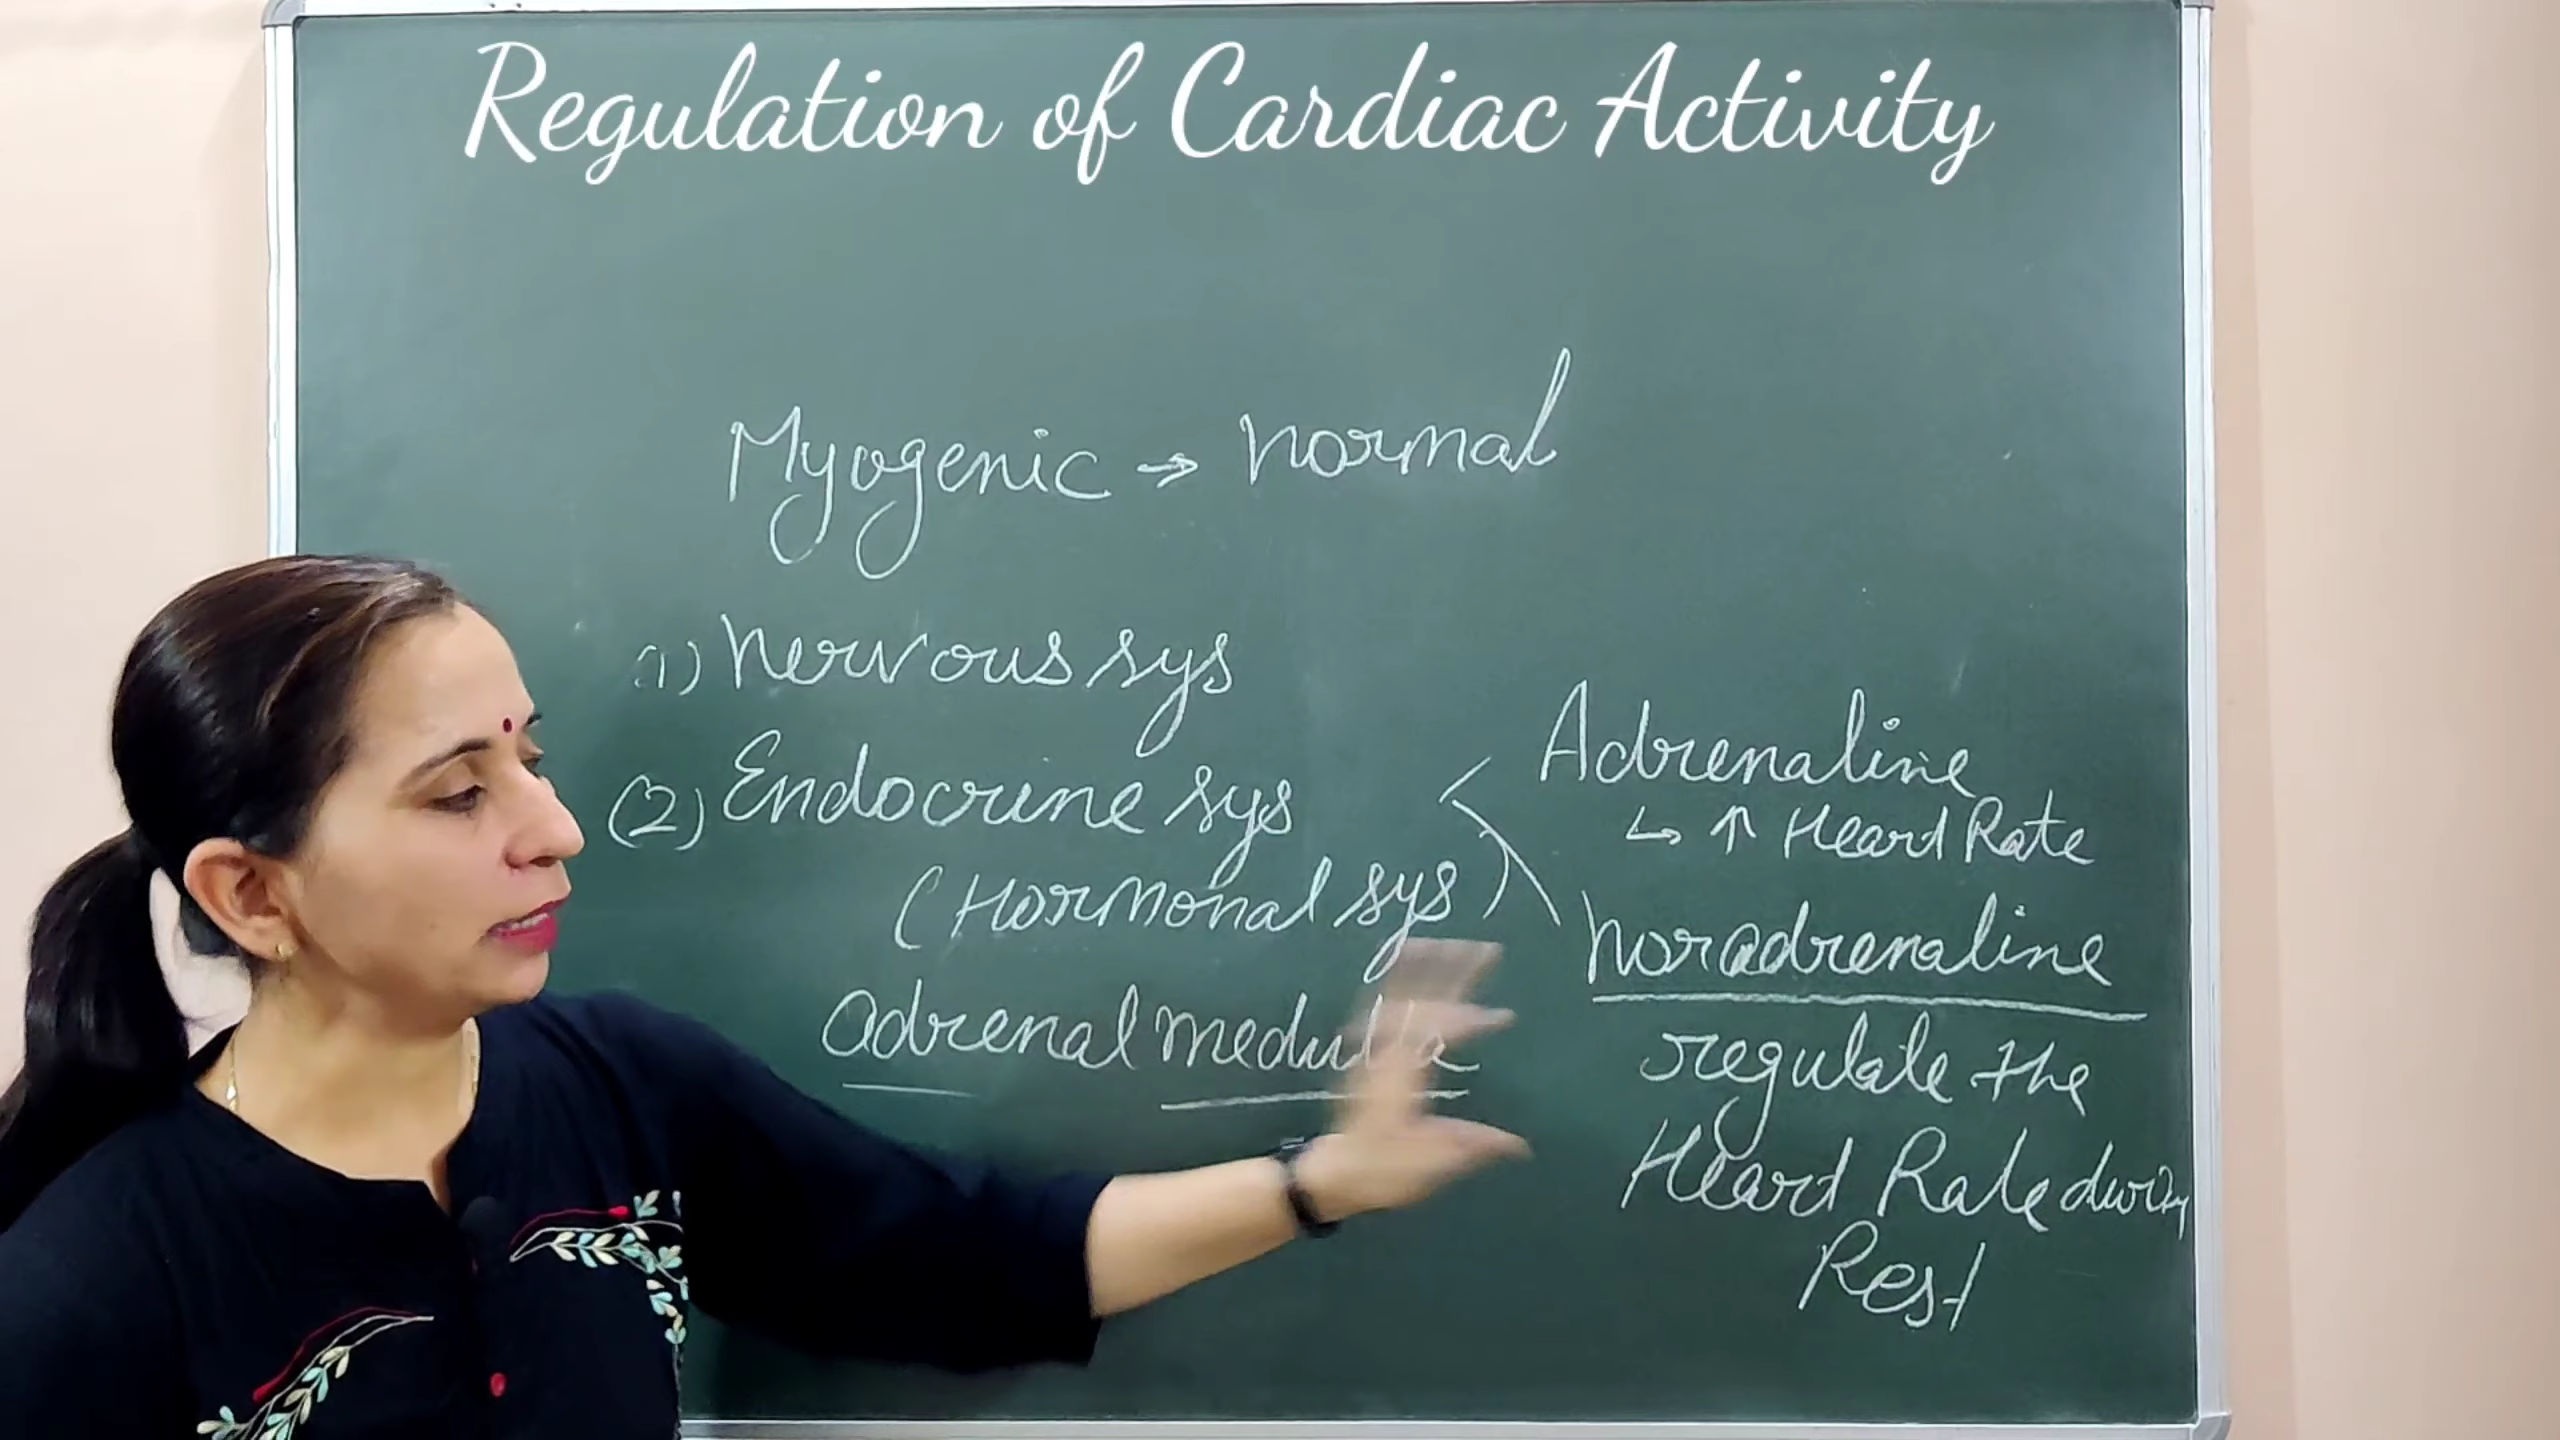 Regulation of Cardiac Activity
Myogenic → normal
(1) Nervous sys
(2) Endocrine sys
(Hormonal sys)
adrenal medulla
Adrenaline
↳ ↑ Heart Rate
Noradrenaline
regulate the
Heart Rate during
Rest